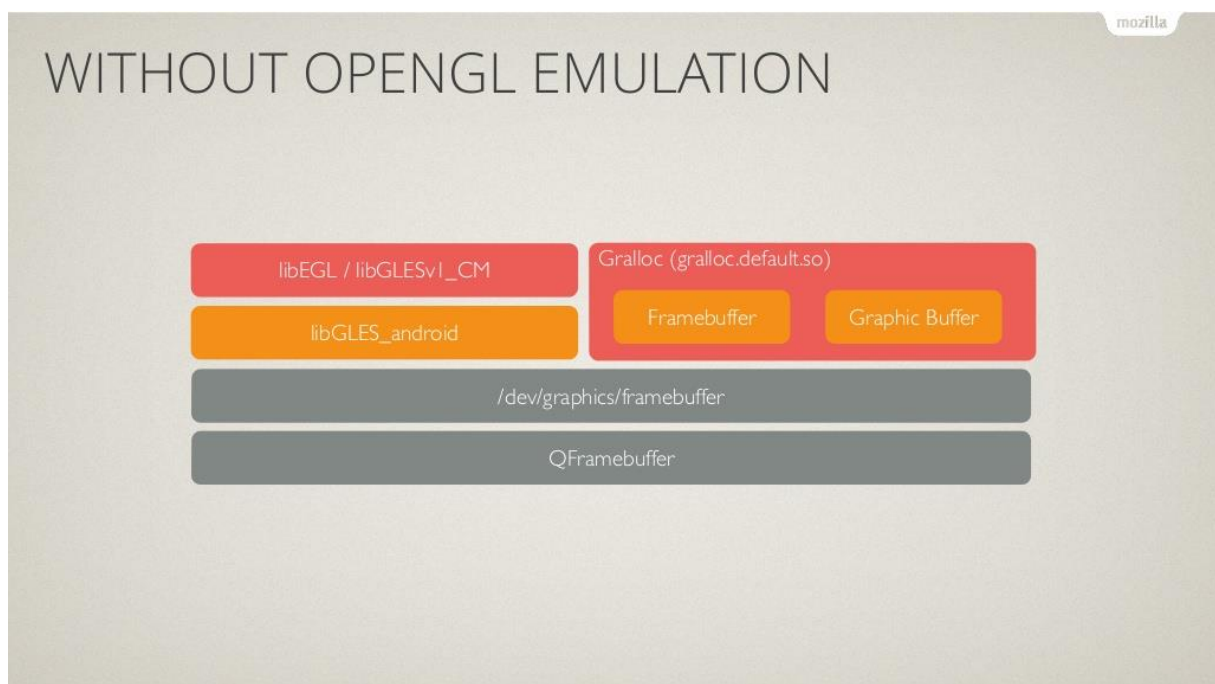 mozilla
WITHOUT OPENGL EMULATION
libEGL / libGLESv1_CM
Gralloc (gralloc.default.so)
Framebuffer
Graphic Buffer
libGLES_android
/dev/graphics/framebuffer
QFramebuffer